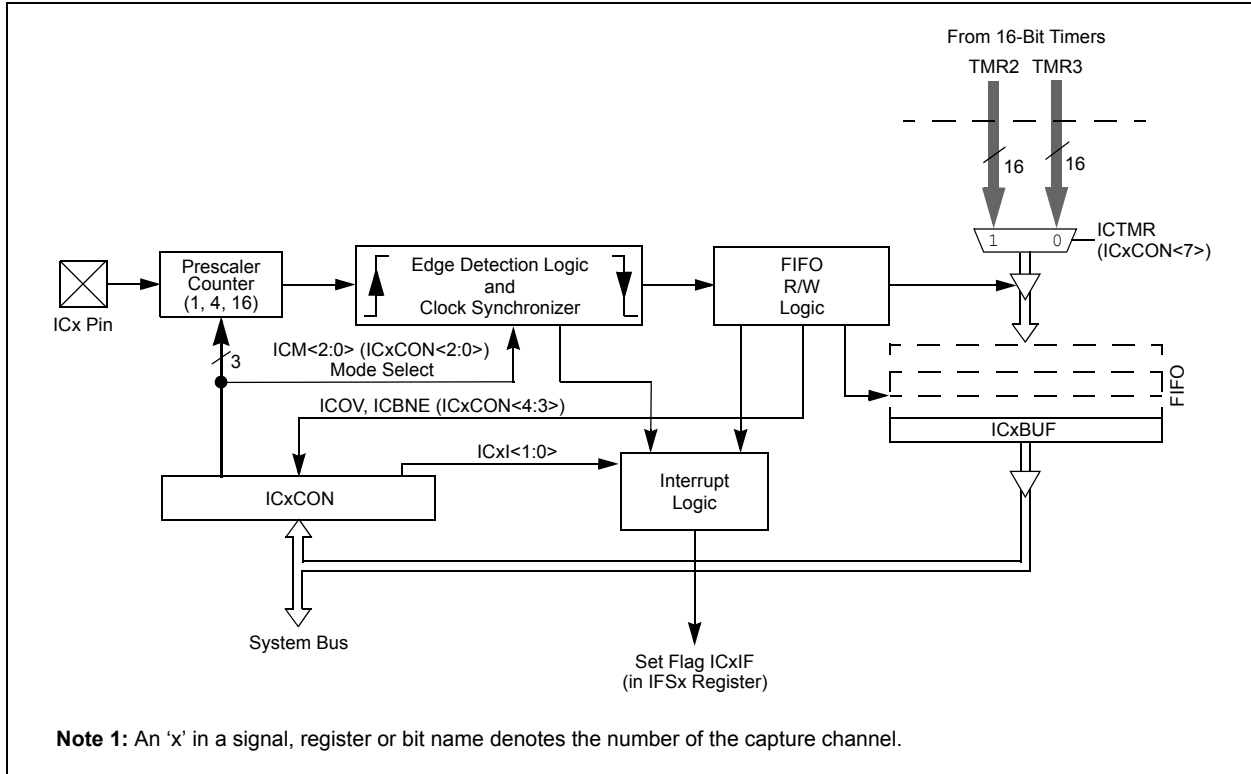 From 16-Bit Timers
TMR2 TMR3
16 16
1 0
ICTMR
(ICxCON<7>)
Prescaler
Counter
(1, 4, 16)
Edge Detection Logic
and
Clock Synchronizer
FIFO
R/W
Logic
ICx Pin
3
ICM<2:0> (ICxCON<2:0>)
Mode Select
FIFO
ICOV, ICBNE (ICxCON<4:3>)
ICxBUF
ICxI<1:0>
ICxCON
Interrupt
Logic
System Bus
Set Flag ICxIF
(in IFSx Register)
Note 1: An ‘x’ in a signal, register or bit name denotes the number of the capture channel.